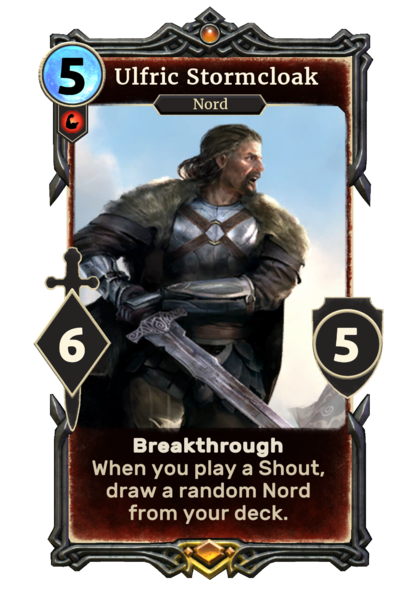 5
Ulfric Stormcloak
Nord
6
5
Breakthrough
When you play a Shout,
draw a random Nord
from your deck.